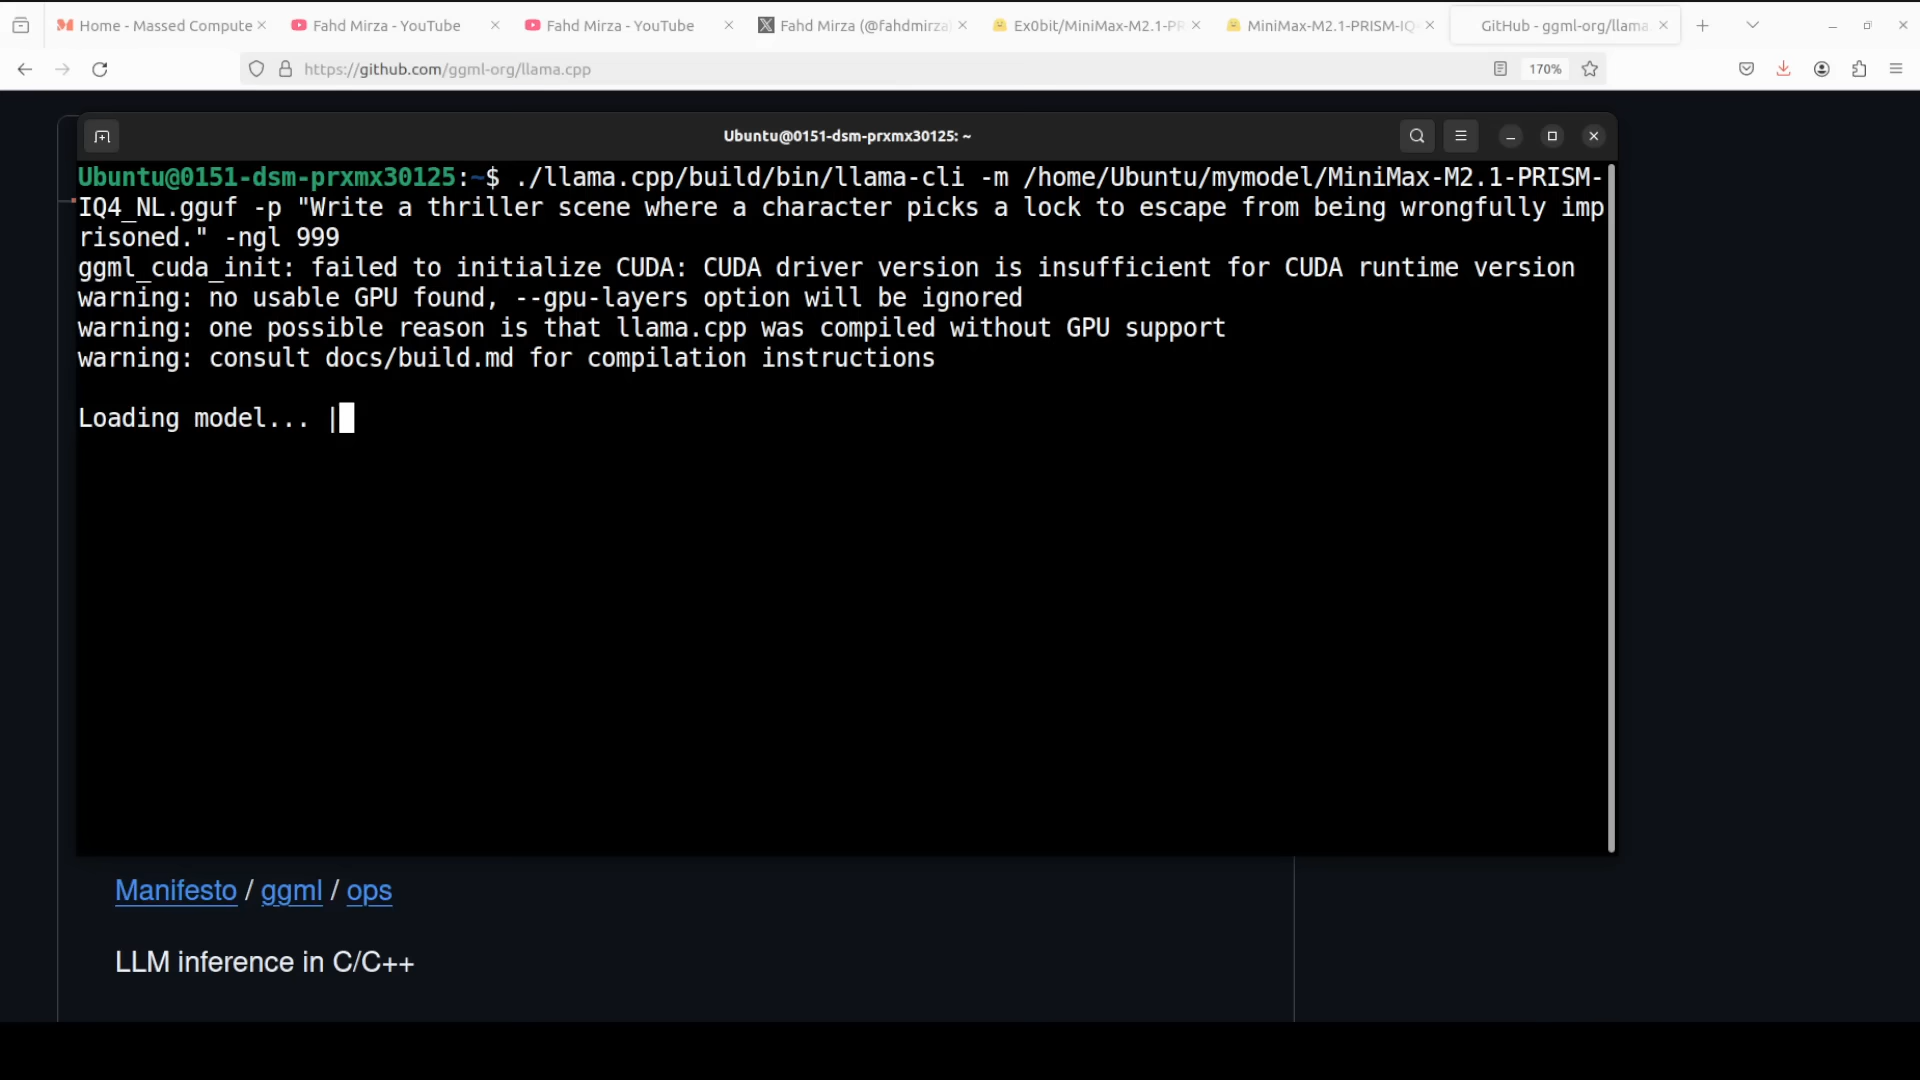 Home - Massed Compute
Fahd Mirza - YouTube
Fahd Mirza - YouTube
Fahd Mirza (@fahdmirza
Ex0bit/MiniMax-M2.1-PR
MiniMax-M2.1-PRISM-IQ
GitHub - ggml-org/llama
https://github.com/ggml-org/llama.cpp
170%
Ubuntu@0151-dsm-prxmx30125: ~
Ubuntu@0151-dsm-prxmx30125:~$ ./llama.cpp/build/bin/llama-cli -m /home/Ubuntu/mymodel/MiniMax-M2.1-PRISM-
IQ4_NL.gguf -p "Write a thriller scene where a character picks a lock to escape from being wrongfully imp
risoned." -ngl 999
ggml_cuda_init: failed to initialize CUDA: CUDA driver version is insufficient for CUDA runtime version
warning: no usable GPU found, --gpu-layers option will be ignored
warning: one possible reason is that llama.cpp was compiled without GPU support
warning: consult docs/build.md for compilation instructions
Loading model... |
Manifesto / ggml / ops
LLM inference in C/C++